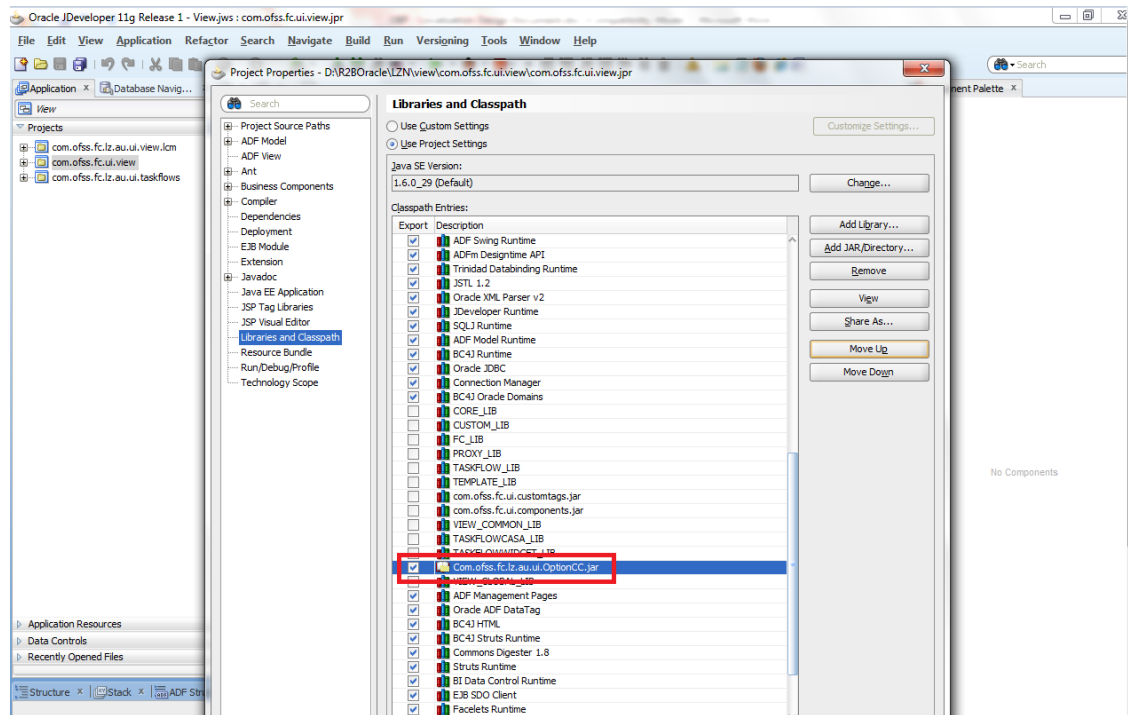 Oracle JDeveloper 11g Release 1 - View.jws : com.ofss.fc.ui.view.jpr
File Edit View Application Refactor Search Navigate Build Run Versioning Tools Window Help
Search
Application x Database Navig...
nent Palette x
View
Projects
com.ofss.fc.lz.au.ui.view.lcm
com.ofss.fc.ui.view
com.ofss.fc.lz.au.ui.taskflows
Application Resources
Data Controls
Recently Opened Files
Structure x Stack x ADF Stru
Project Properties - D:\R2BOracle\LZN\view\com.ofss.fc.ui.view\com.ofss.fc.ui.view.jpr
Search
Project Source Paths
ADF Model
ADF View
Ant
Business Components
Compiler
Dependencies
Deployment
EJB Module
Extension
Javadoc
Java EE Application
JSP Tag Libraries
JSP Visual Editor
Libraries and Classpath
Resource Bundle
Run/Debug/Profile
Technology Scope
Libraries and Classpath
Use Custom Settings
Customize Settings...
Use Project Settings
Java SE Version:
1.6.0_29 (Default)
Change...
Classpath Entries:
Export Description
ADF Swing Runtime
ADFm Designtime API
Trinidad Databinding Runtime
JSTL 1.2
Oracle XML Parser v2
JDeveloper Runtime
SQLJ Runtime
ADF Model Runtime
BC4J Runtime
Oracle JDBC
Connection Manager
BC4J Oracle Domains
CORE_LIB
CUSTOM_LIB
FC_LIB
PROXY_LIB
TASKFLOW_LIB
TEMPLATE_LIB
com.ofss.fc.ui.customtags.jar
com.ofss.fc.ui.components.jar
VIEW_COMMON_LIB
TASKFLOWCASA_LIB
TASKFLOWWIDGET_LIB
Com.ofss.fc.lz.au.ui.OptionCC.jar
VIEW_GLOBAL_LIB
ADF Management Pages
Oracle ADF DataTag
BC4J HTML
BC4J Struts Runtime
Commons Digester 1.8
Struts Runtime
BI Data Control Runtime
EJB SDO Client
Facelets Runtime
Add Library...
Add JAR/Directory...
Remove
View
Share As...
Move Up
Move Down
No Components